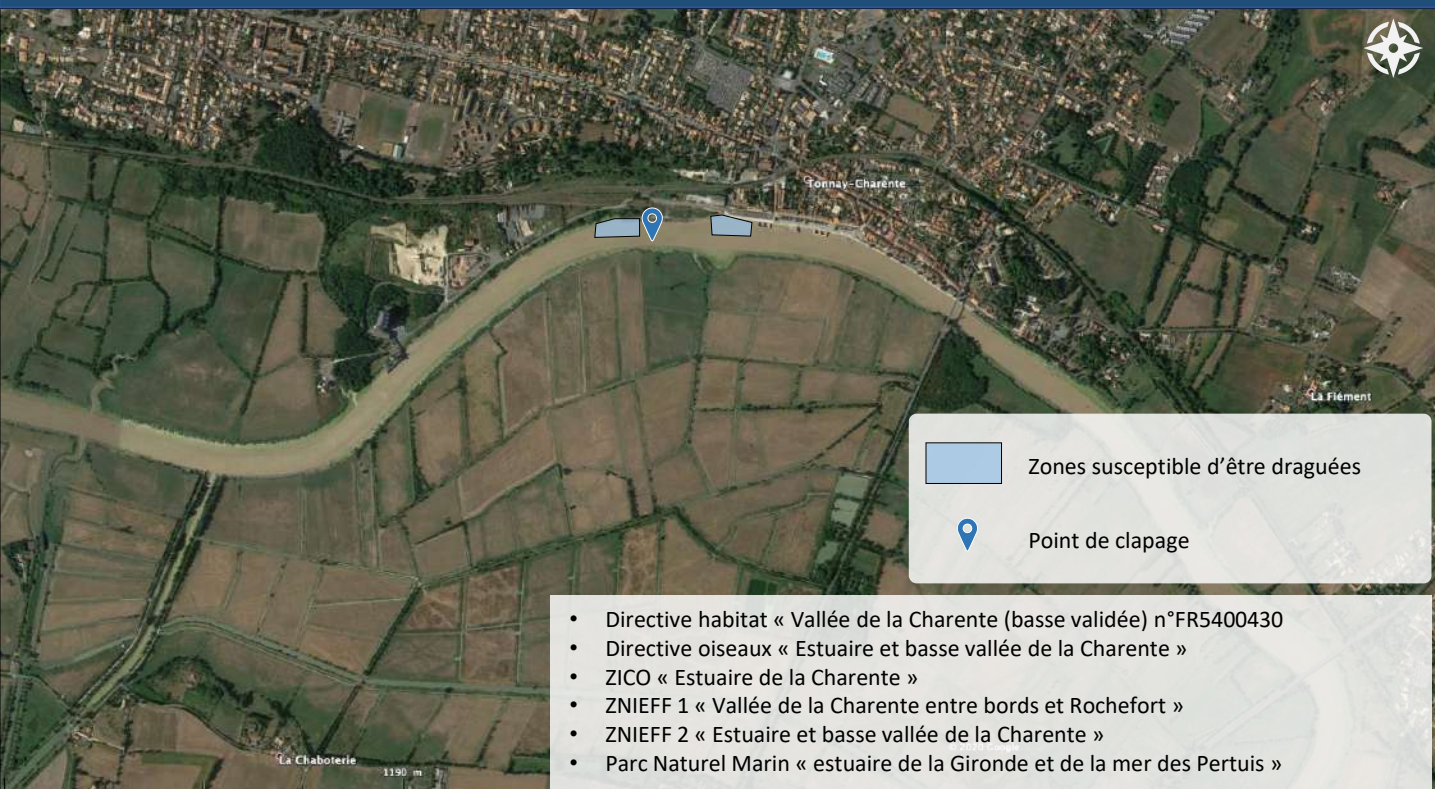 Tonnay-Charente
La Flément
Zones susceptible d’être draguées
Point de clapage
• Directive habitat « Vallée de la Charente (basse validée) n°FR5400430
• Directive oiseaux « Estuaire et basse vallée de la Charente »
• ZICO « Estuaire de la Charente »
• ZNIEFF 1 « Vallée de la Charente entre bords et Rochefort »
• ZNIEFF 2 « Estuaire et basse vallée de la Charente »
© 2020 Google
• Parc Naturel Marin « estuaire de la Gironde et de la mer des Pertuis »
La Chaboterie
1190 m